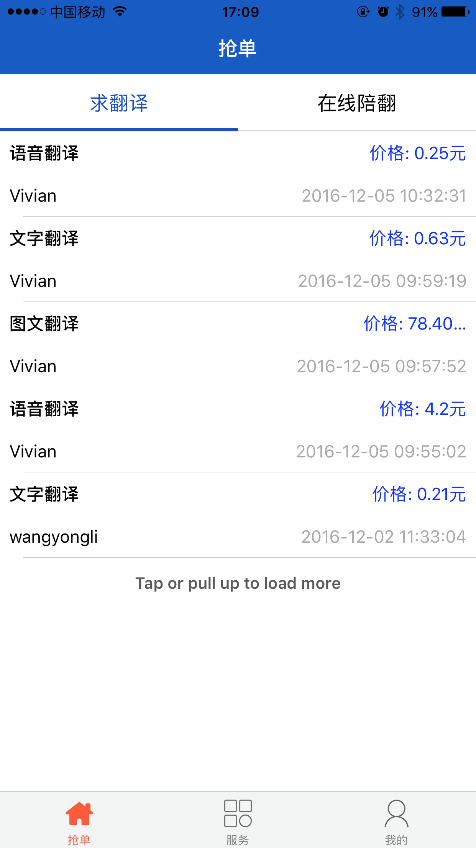 中国移动 17:09 91%
抢单
求翻译 在线陪翻
语音翻译 价格: 0.25元
Vivian 2016-12-05 10:32:31
文字翻译 价格: 0.63元
Vivian 2016-12-05 09:59:19
图文翻译 价格: 78.40...
Vivian 2016-12-05 09:57:52
语音翻译 价格: 4.2元
Vivian 2016-12-05 09:55:02
文字翻译 价格: 0.21元
wangyongli 2016-12-02 11:33:04
Tap or pull up to load more
抢单 服务 我的